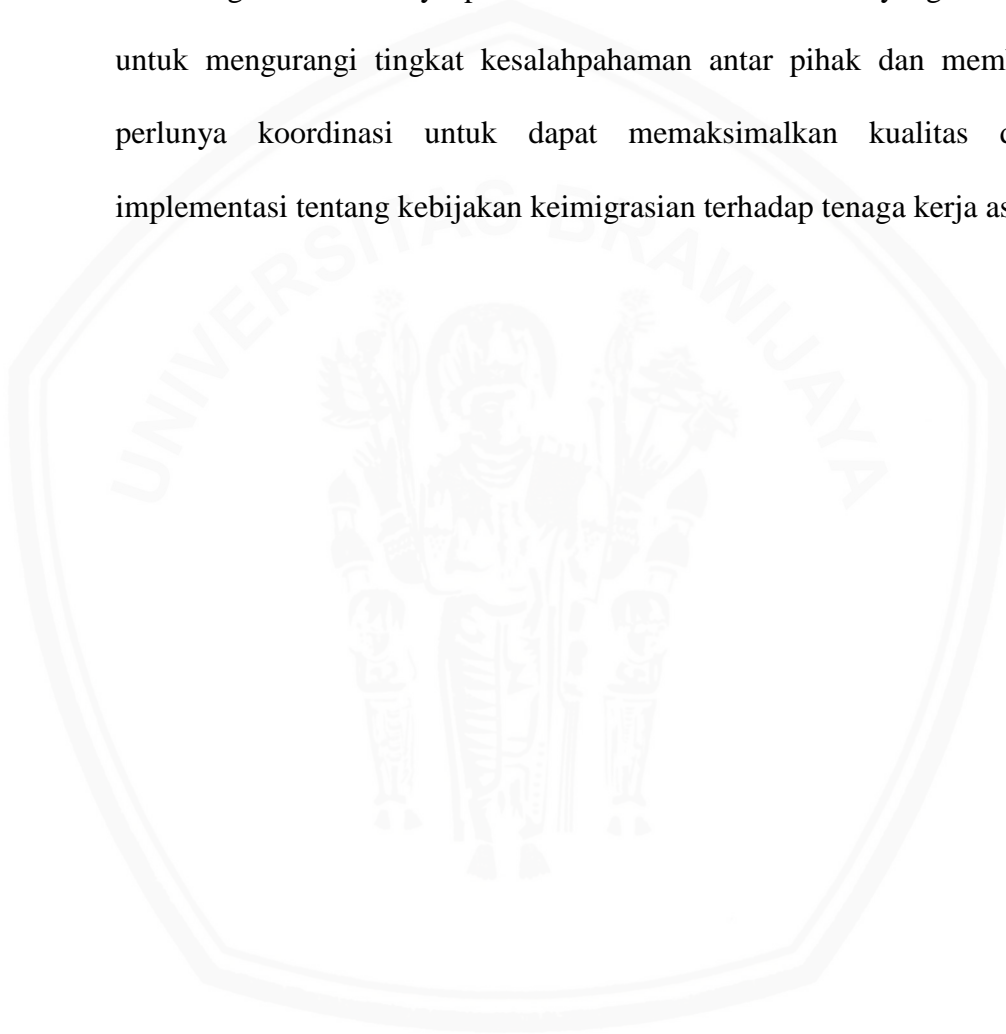 untuk mengurangi tingkat kesalahpahaman antar pihak dan mem
perlunya koordinasi untuk dapat memaksimalkan kualitas
implementasi tentang kebijakan keimigrasian terhadap tenaga kerja as
UNIVERSITAS BRAWIJAYA